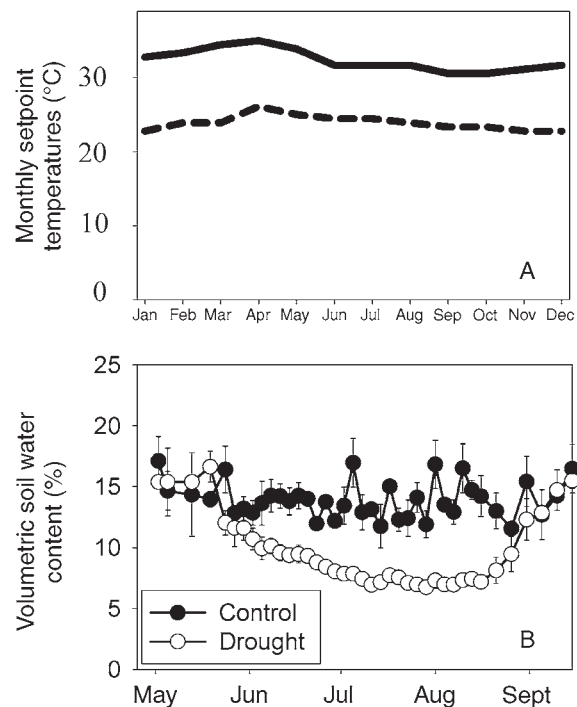 Monthly setpoint
temperatures (°C)
30
20
10
0
A
Jan Feb Mar Apr May Jun Jul Aug Sep Oct Nov Dec
Volumetric soil water
content (%)
25
20
15
10
5
0
Control
Drought
B
May Jun Jul Aug Sept